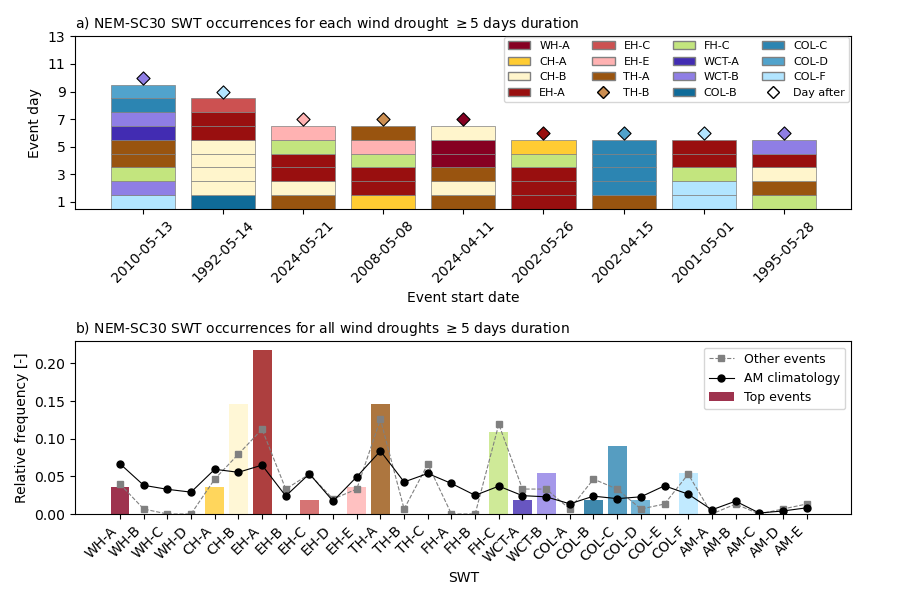 a) NEM-SC30 SWT occurrences for each wind drought ≥5 days duration
13
11
9
7
5
3
1
Event day
WH-A
CH-A
CH-B
EH-A
EH-C
EH-E
TH-A
TH-B
FH-C
WCT-A
WCT-B
COL-B
COL-C
COL-D
COL-F
Day after
2010-05-13
1992-05-14
2024-05-21
2008-05-08
2024-04-11
2002-05-26
2002-04-15
2001-05-01
1995-05-28
Event start date
b) NEM-SC30 SWT occurrences for all wind droughts ≥5 days duration
0.20
0.15
0.10
0.05
0.00
Relative frequency [-]
Other events
AM climatology
Top events
WH-A
WH-B
WH-C
WH-D
CH-A
CH-B
EH-A
EH-B
EH-C
EH-D
EH-E
TH-A
TH-B
TH-C
FH-A
FH-B
FH-C
WCT-A
WCT-B
COL-A
COL-B
COL-C
COL-D
COL-E
COL-F
AM-A
AM-B
AM-C
AM-D
AM-E
SWT